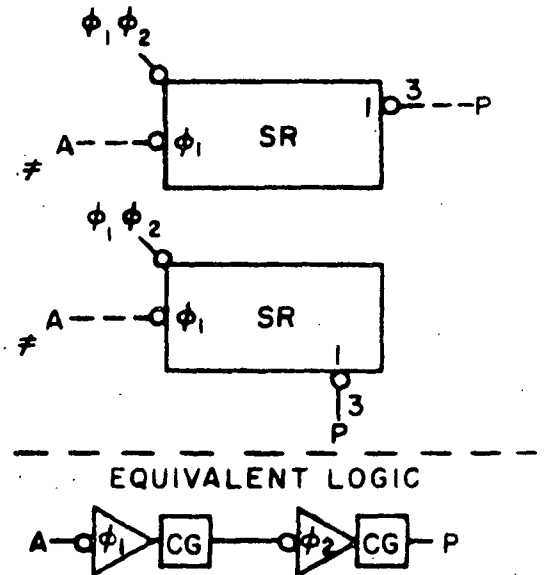 ϕ₁ ϕ₂
3
1 P
A ϕ₁ SR
≠
ϕ₁ ϕ₂
A ϕ₁ SR
≠
1
3
P
EQUIVALENT LOGIC
A ϕ₁ CG ϕ₂ CG P